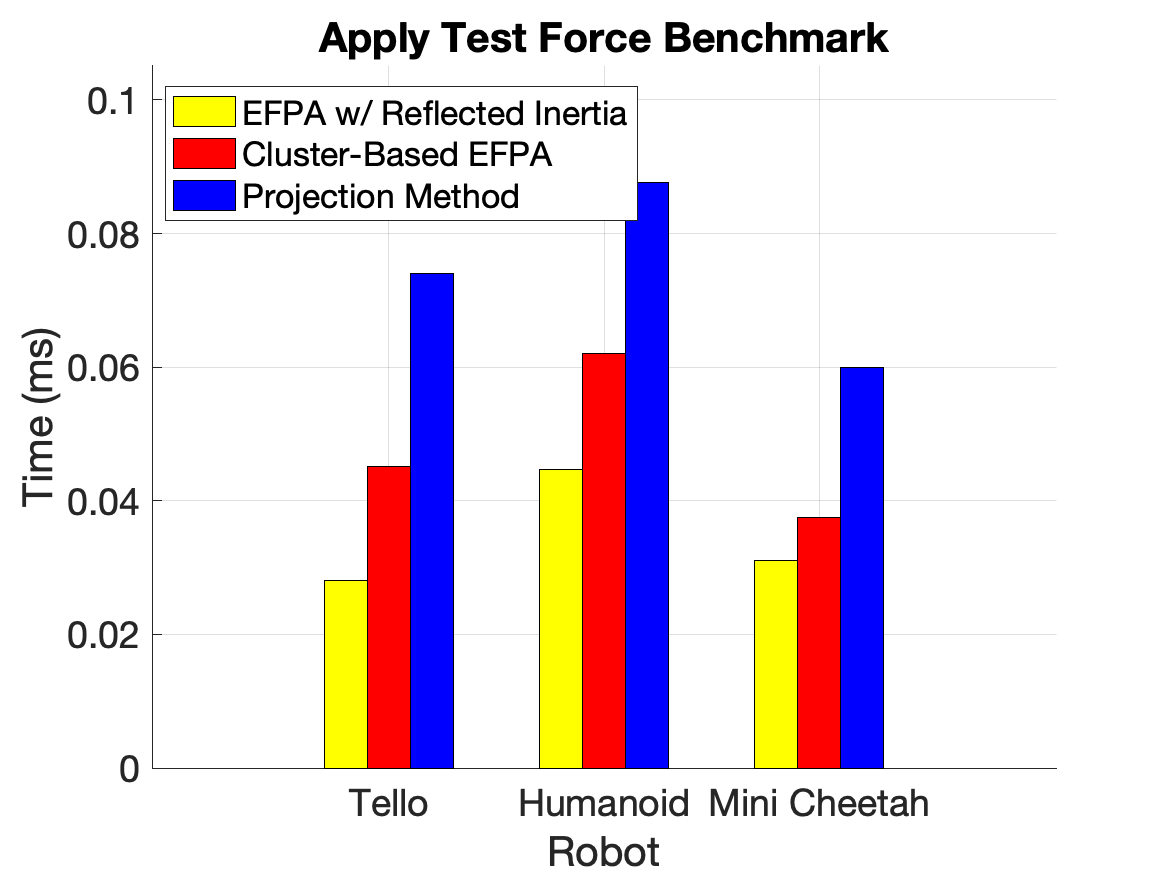 Apply Test Force Benchmark
EFPA w/ Reflected Inertia
Cluster-Based EFPA
Projection Method
Time (ms)
0.1
0.08
0.06
0.04
0.02
0
Tello Humanoid Mini Cheetah
Robot